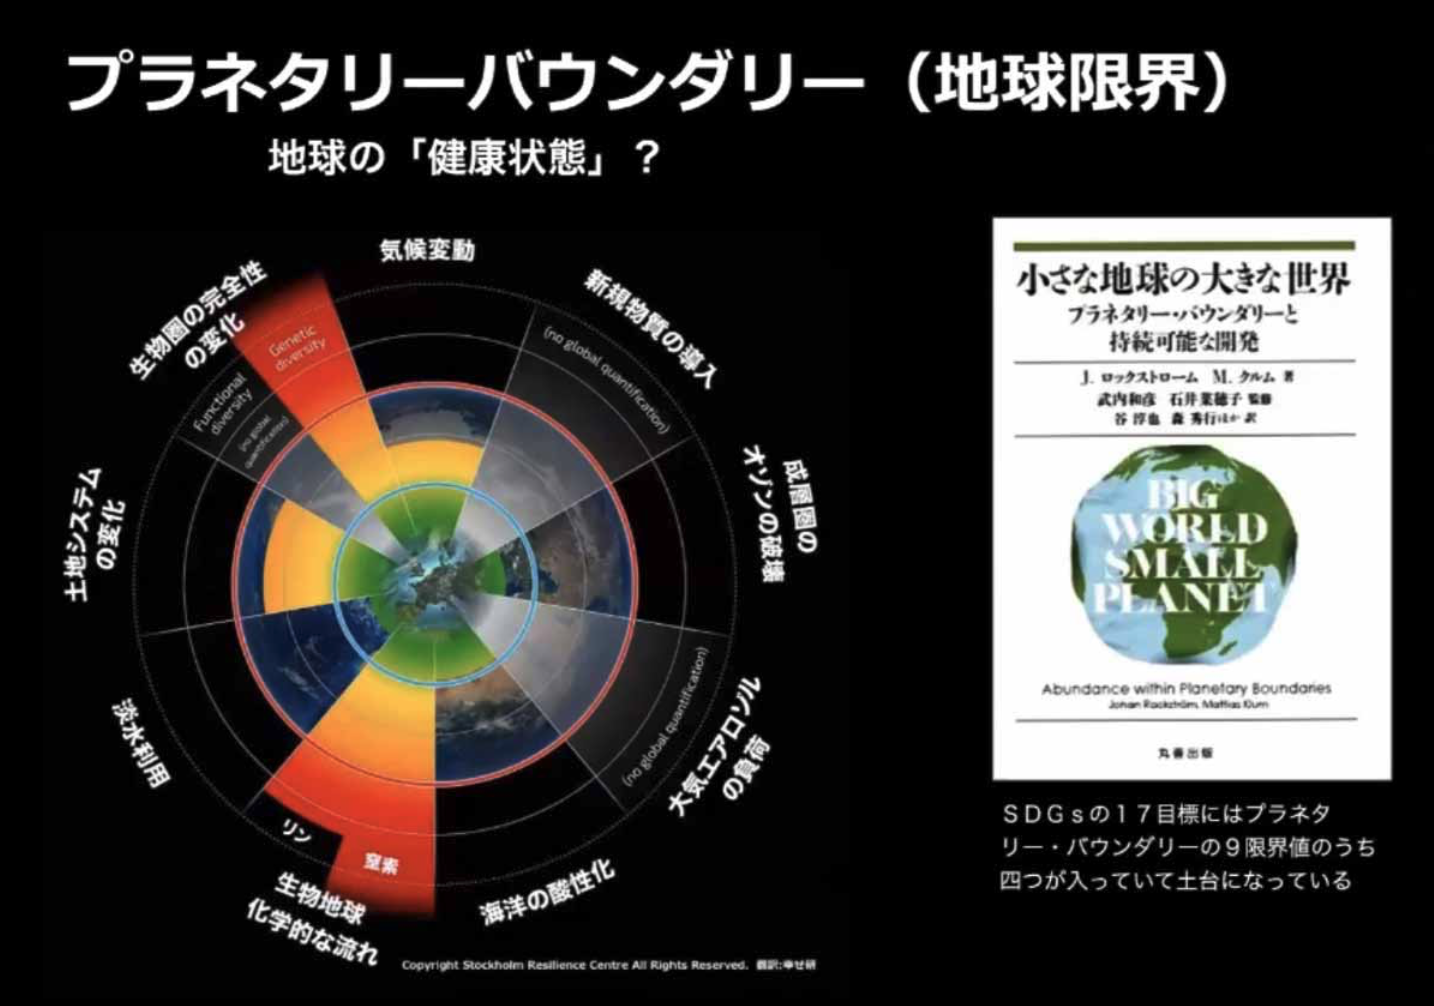 プラネタリーバウンダリー（地球限界）
地球の「健康状態」？
気候変動
新規物質の導入
(no global quantification)
成層圏の
オゾンの破壊
(no global quantification)
大気エアロゾル
の負荷
海洋の酸性化
窒素
リン
生物地球
化学的な流れ
淡水利用
土地システム
の変化
生物圏の完全性
の変化
Genetic
diversity
Functional
diversity
(no global
quantification)
Copyright Stockholm Resilience Centre All Rights Reserved. 翻訳:幸せ研
小さな地球の大きな世界
プラネタリー・バウンダリーと
持続可能な開発
J. ロックストローム M. クルム 著
武内和彦 石井菜穂子 監修
谷 淳也 森 秀行ほか 訳
BIG
WORLD
SMALL
PLANET
Abundance within Planetary Boundaries
Johan Rockström, Mattias Klum
丸善出版
ＳＤＧｓの１７目標にはプラネタ
リー・バウンダリーの９限界値のうち
四つが入っていて土台になっている